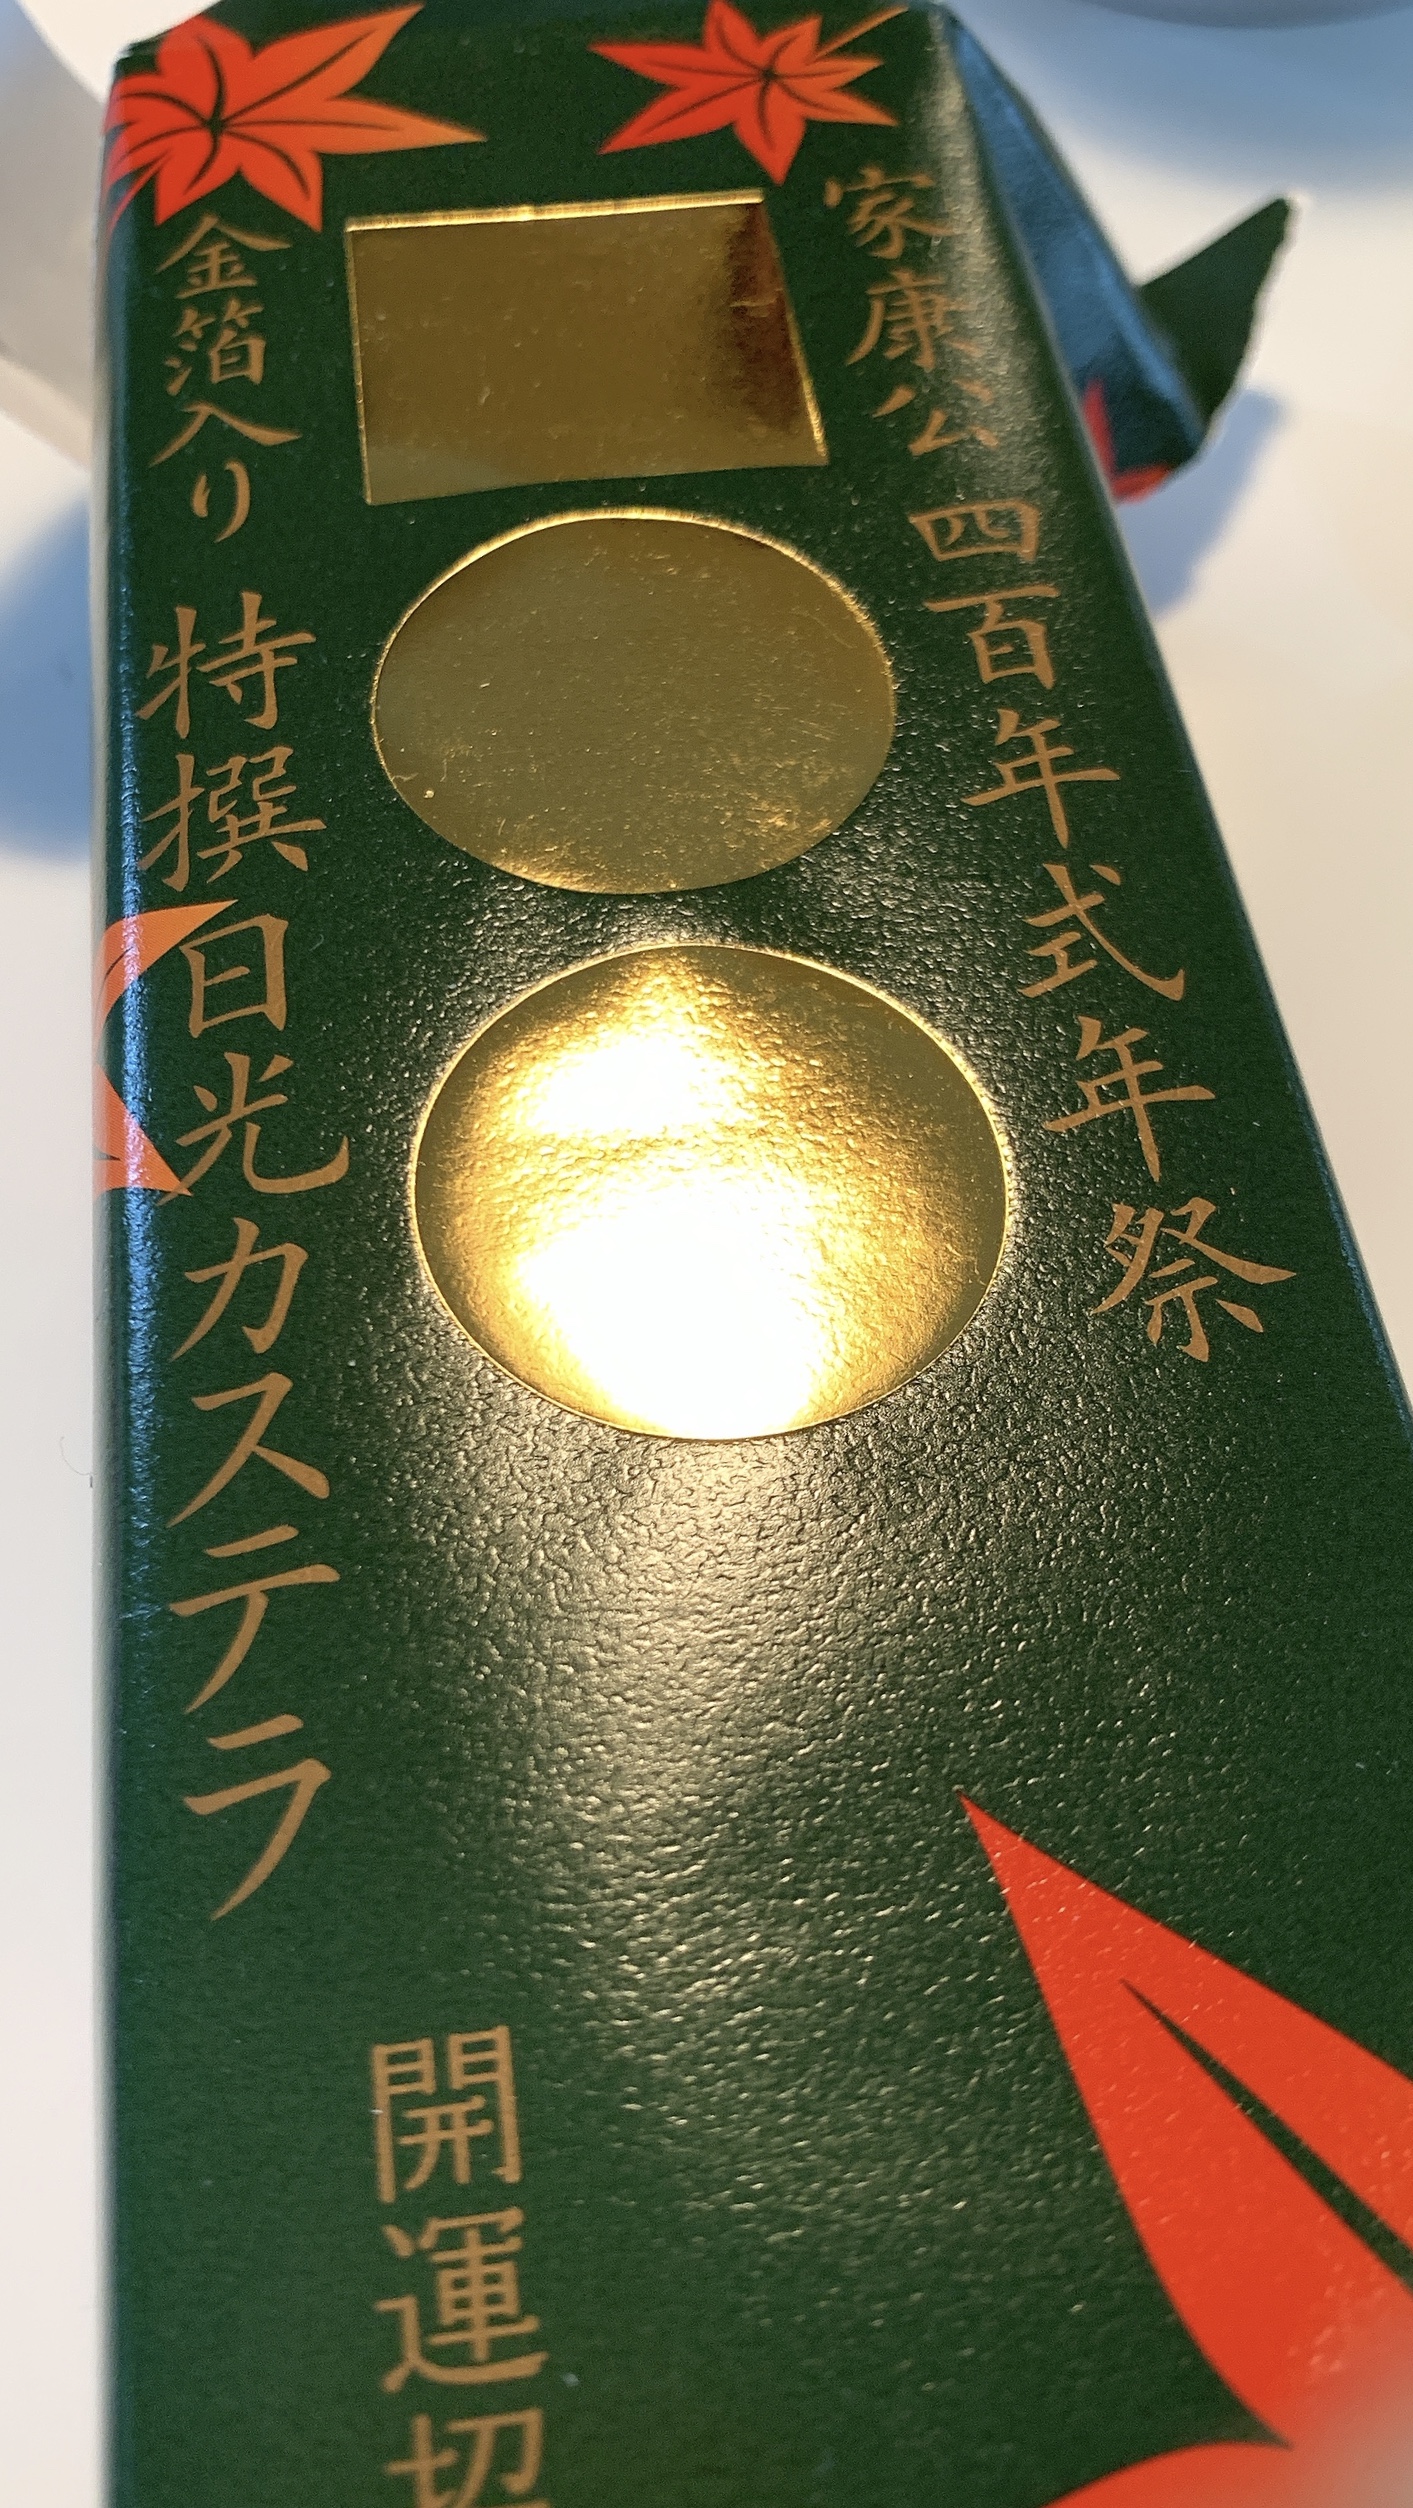 家康公 四百年式年祭
金箔入り 特撰日光カステラ
開運切